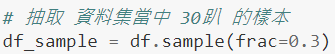 # 抽取 資料集當中 30趴 的樣本
df_sample = df.sample(frac=0.3)